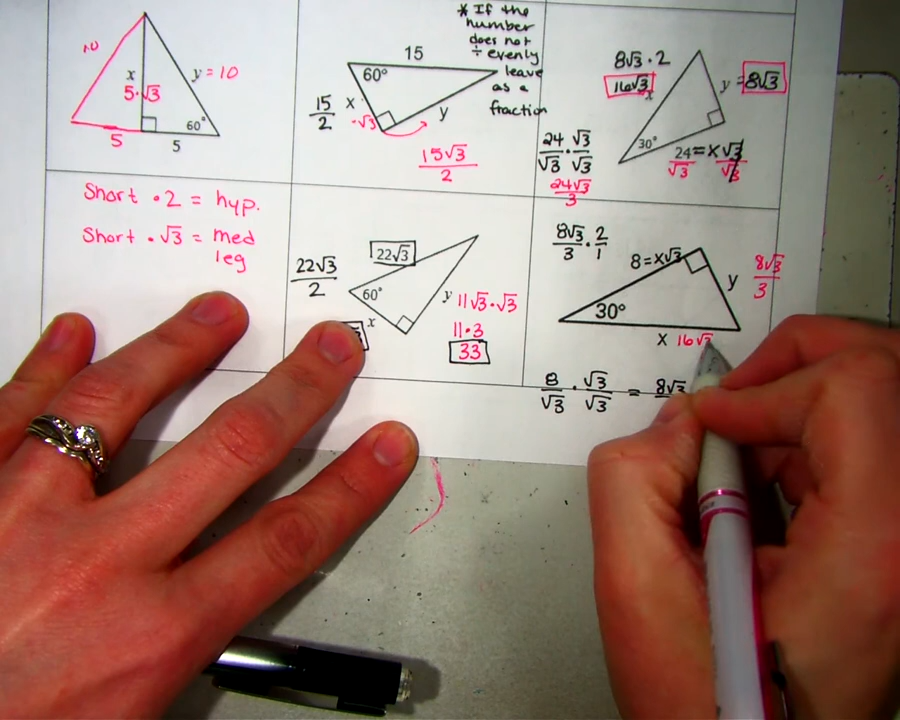 10
x
5·√3
y = 10
60°
5
5
15
60°
15/2
x
·√3
y
15√3/2
* If the
number
does not
÷ evenly
leave
as a
fraction
8√3 · 2
16√3
x
y = 8√3
30°
24 = x√3
√3 √3
24/√3 · √3/√3
24√3/3
Short · 2 = hyp.
Short · √3 = med
leg
22√3/2
22√3
60°
x
y
11√3·√3
11·3
33
8√3/3 · 2/1
8 = x√3
y
8√3/3
30°
x
16√3
8/√3 · √3/√3 = 8√3